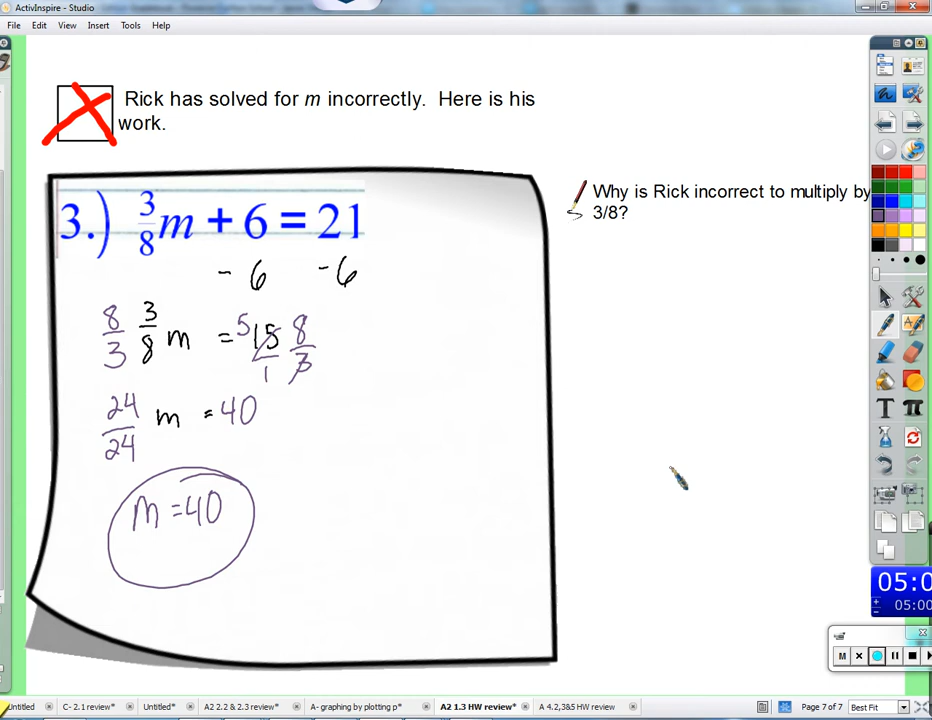 ActivInspire - Studio
File Edit View Insert Tools Help
Rick has solved for m incorrectly. Here is his
work.
Why is Rick incorrect to multiply by
3/8?
3.) 3/8 m + 6 = 21
- 6 - 6
8/3 3/8 m = 5 15/1 8/3
24/24 m = 40
m = 40
T π
05:0
05:00
M
Untitled C- 2.1 review* Untitled* A2 2.2 & 2.3 review* A- graphing by plotting p* A2 1.3 HW review* A 4.2,3&5 HW review Page 7 of 7 Best Fit